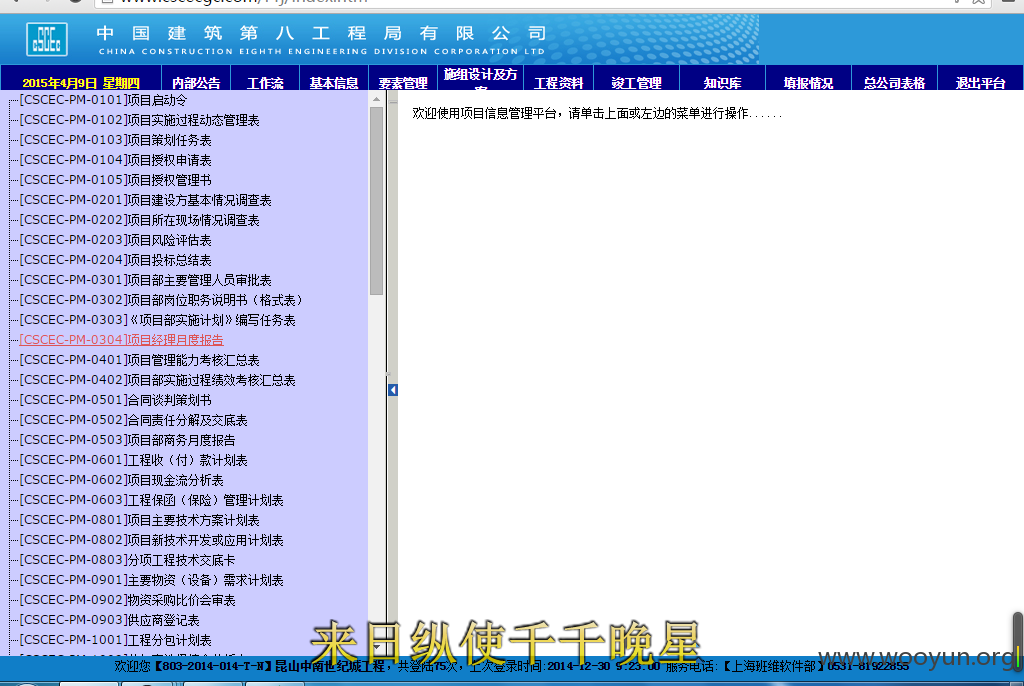 CSCEC
中国建筑第八工程局有限公司
CHINA CONSTRUCTION EIGHTH ENGINEERING DIVISION CORPORATION LTD
2015年4月9日 星期四 内部公告 工作流 基本信息 要素管理 施组设计及方案 工程资料 竣工管理 知识库 填报情况 总公司表格 退出平台
[CSCEC-PM-0101]项目启动令
[CSCEC-PM-0102]项目实施过程动态管理表
[CSCEC-PM-0103]项目策划任务表
[CSCEC-PM-0104]项目授权申请表
[CSCEC-PM-0105]项目授权管理书
[CSCEC-PM-0201]项目建设方基本情况调查表
[CSCEC-PM-0202]项目所在现场情况调查表
[CSCEC-PM-0203]项目风险评估表
[CSCEC-PM-0204]项目投标总结表
[CSCEC-PM-0301]项目部主要管理人员审批表
[CSCEC-PM-0302]项目部岗位职务说明书（格式表）
[CSCEC-PM-0303]《项目部实施计划》编写任务表
[CSCEC-PM-0304]项目经理月度报告
[CSCEC-PM-0401]项目管理能力考核汇总表
[CSCEC-PM-0402]项目部实施过程绩效考核汇总表
[CSCEC-PM-0501]合同谈判策划书
[CSCEC-PM-0502]合同责任分解及交底表
[CSCEC-PM-0503]项目部商务月度报告
[CSCEC-PM-0601]工程收（付）款计划表
[CSCEC-PM-0602]项目现金流分析表
[CSCEC-PM-0603]工程保函（保险）管理计划表
[CSCEC-PM-0801]项目主要技术方案计划表
[CSCEC-PM-0802]项目新技术开发或应用计划表
[CSCEC-PM-0803]分项工程技术交底卡
[CSCEC-PM-0901]主要物资（设备）需求计划表
[CSCEC-PM-0902]物资采购比价会审表
[CSCEC-PM-0903]供应商登记表
[CSCEC-PM-1001]工程分包计划表
欢迎使用项目信息管理平台，请单击上面或左边的菜单进行操作......
来日纵使千千晚星
www.wooyun.org
欢迎您【803-2014-014-T-N】昆山中南世纪城工程，共登陆75次，上次登录时间:2014-12-30 9:23:00 服务电话:【上海班维软件部】0531-81922855